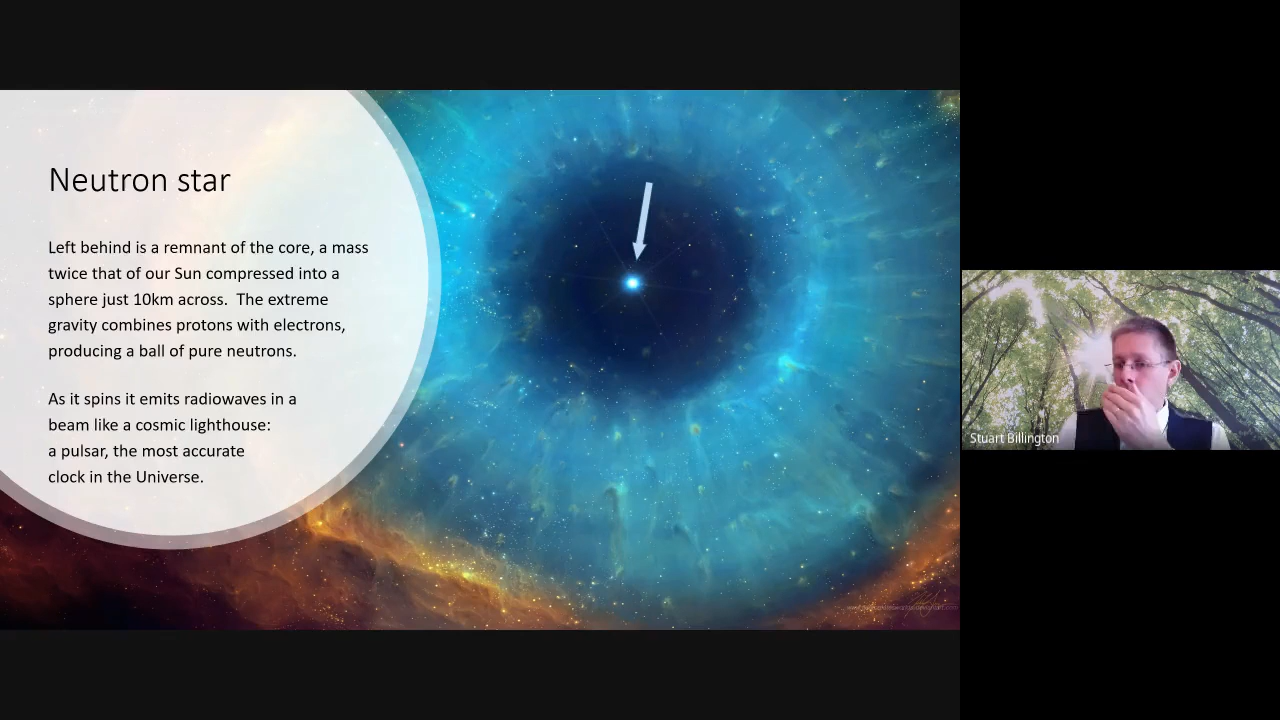 Neutron star
Left behind is a remnant of the core, a mass
twice that of our Sun compressed into a
sphere just 10km across.  The extreme
gravity combines protons with electrons,
producing a ball of pure neutrons.
As it spins it emits radiowaves in a
beam like a cosmic lighthouse:
a pulsar, the most accurate
clock in the Universe.
Stuart Billington